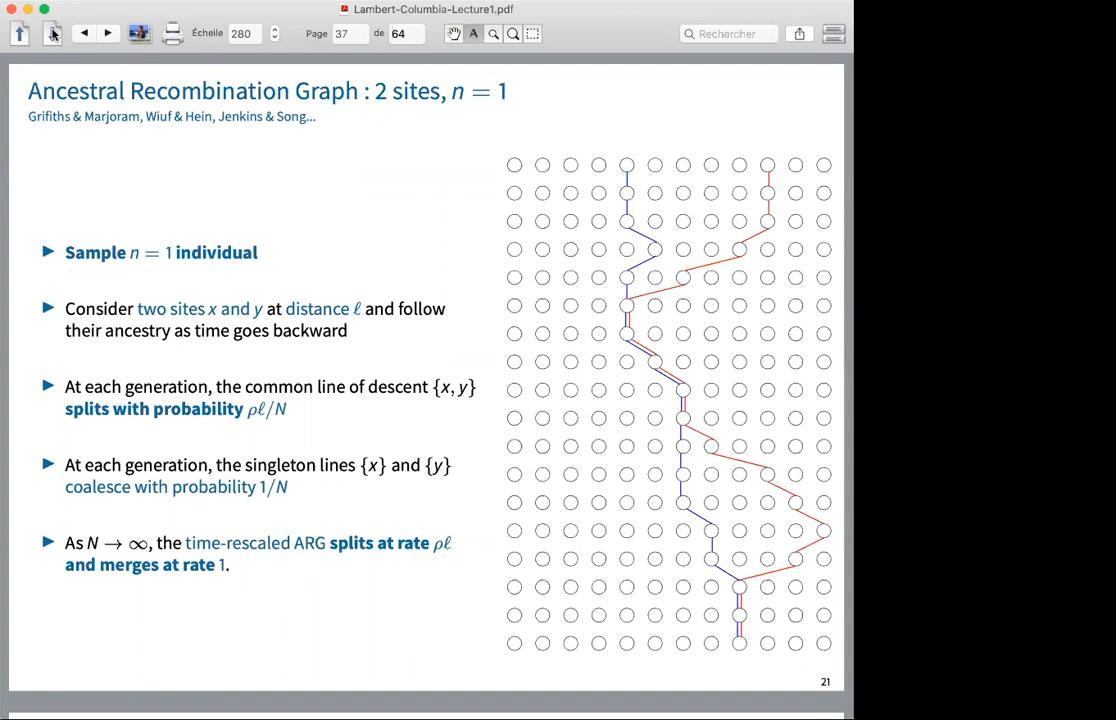 Lambert-Columbia-Lecture1.pdf
Échelle 280 Page 37 de 64 A Rechercher
Ancestral Recombination Graph : 2 sites, n = 1
Grifiths & Marjoram, Wiuf & Hein, Jenkins & Song...
► Sample n = 1 individual
► Consider two sites x and y at distance ℓ and follow
their ancestry as time goes backward
► At each generation, the common line of descent {x, y}
splits with probability ρℓ/N
► At each generation, the singleton lines {x} and {y}
coalesce with probability 1/N
► As N → ∞, the time-rescaled ARG splits at rate ρℓ
and merges at rate 1.
21